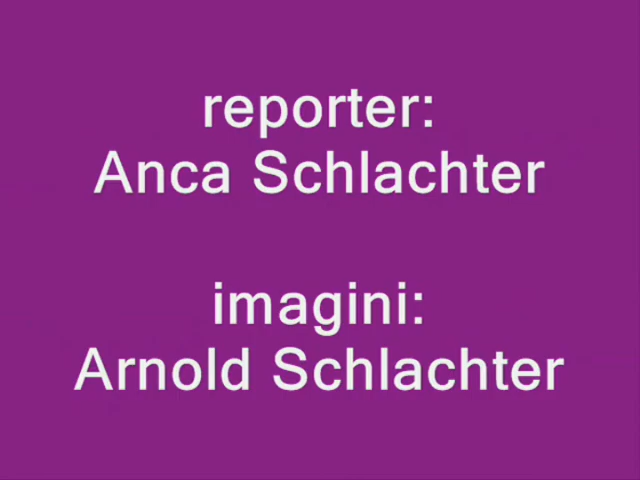 reporter:
Anca Schlachter
imagini:
Arnold Schlachter